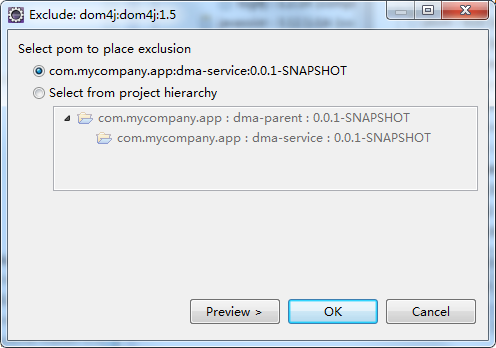 Exclude: dom4j:dom4j:1.5
Select pom to place exclusion
com.mycompany.app:dma-service:0.0.1-SNAPSHOT
Select from project hierarchy
com.mycompany.app : dma-parent : 0.0.1-SNAPSHOT
com.mycompany.app : dma-service : 0.0.1-SNAPSHOT
Preview > OK Cancel